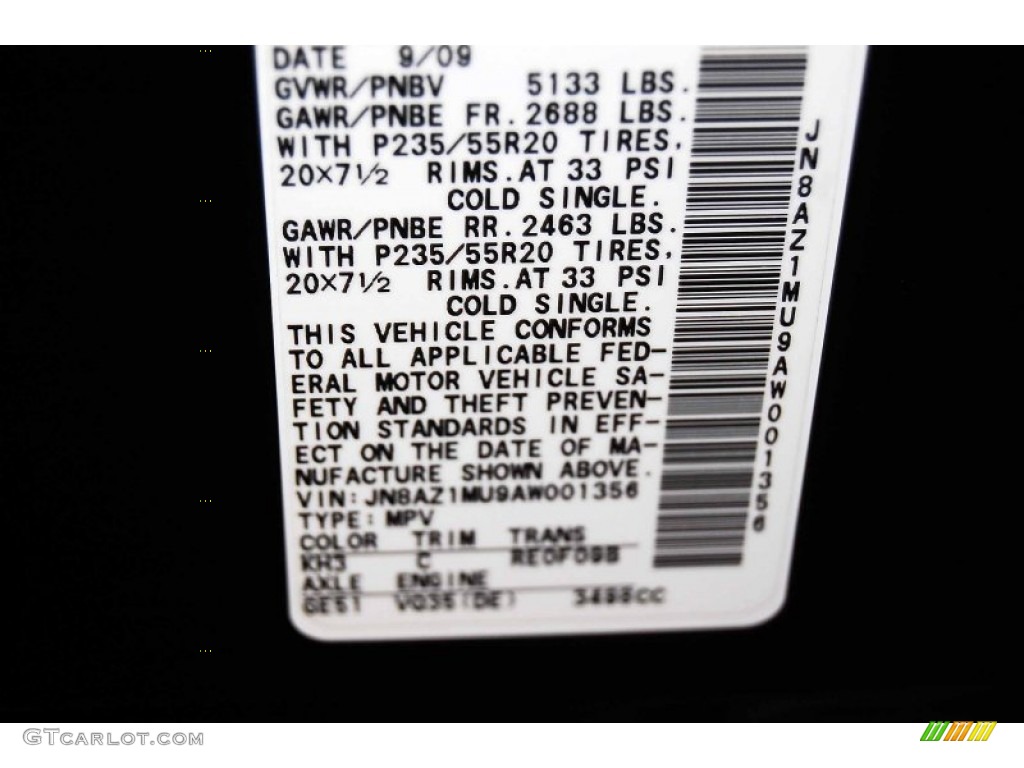 DATE 9/09
GVWR/PNBV 5133 LBS.
GAWR/PNBE FR. 2688 LBS.
WITH P235/55R20 TIRES,
20×7½ RIMS.AT 33 PSI
COLD SINGLE.
GAWR/PNBE RR. 2463 LBS.
WITH P235/55R20 TIRES,
20×7½ RIMS.AT 33 PSI
COLD SINGLE.
THIS VEHICLE CONFORMS
TO ALL APPLICABLE FED-
ERAL MOTOR VEHICLE SA-
FETY AND THEFT PREVEN-
TION STANDARDS IN EFF-
ECT ON THE DATE OF MA-
NUFACTURE SHOWN ABOVE.
VIN:JN8AZ1MU9AW001356
TYPE:MPV
COLOR TRIM TRANS
KH3 C RE0F09B
AXLE ENGINE
GE51 VQ35(DE) 3498CC
JN8AZ1MU9AW001356
GTCARLOT.COM